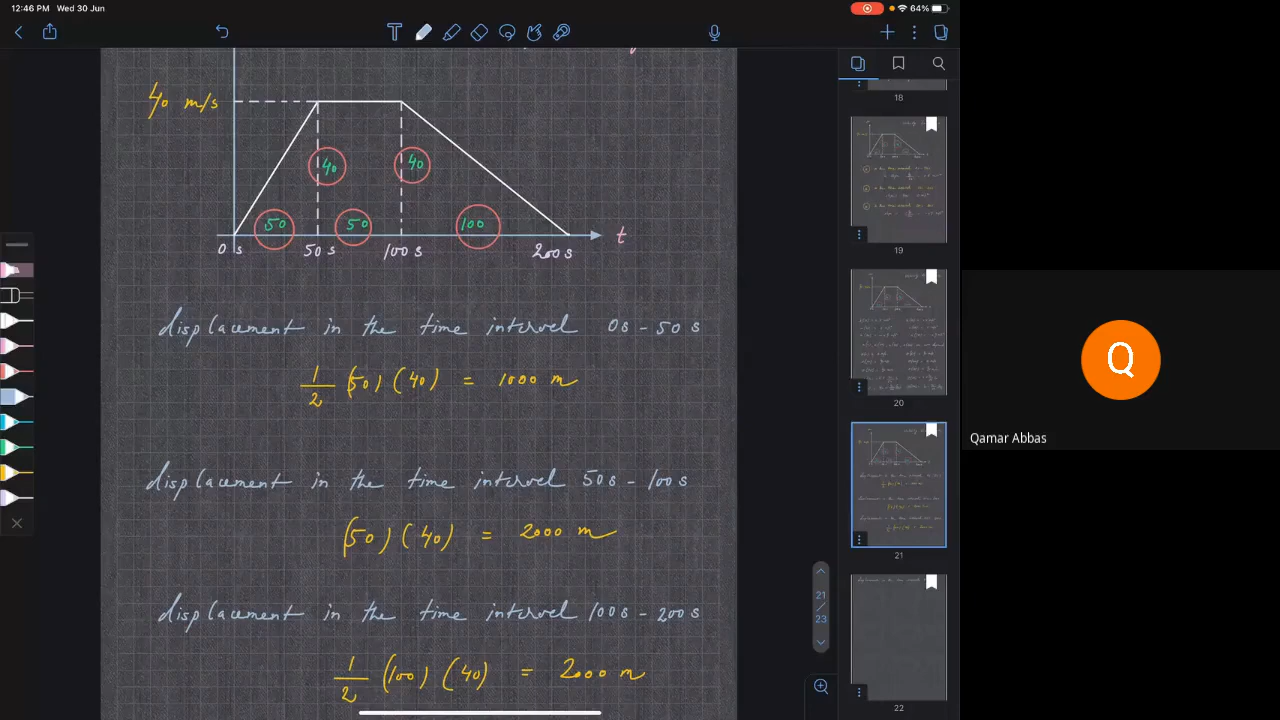 12:46 PM Wed 30 Jun
64%
40 m/s
40
40
50
50
100
0 s
50 s
100 s
200 s
t
displacement in the time interval 0s - 50 s
1/2 (50) (40) = 1000 m
displacement in the time interval 50s - 100s
(50) (40) = 2000 m
displacement in the time interval 100s - 200s
1/2 (100) (40) = 2000 m
18
19
20
21
22
21
/
23
Q
Qamar Abbas